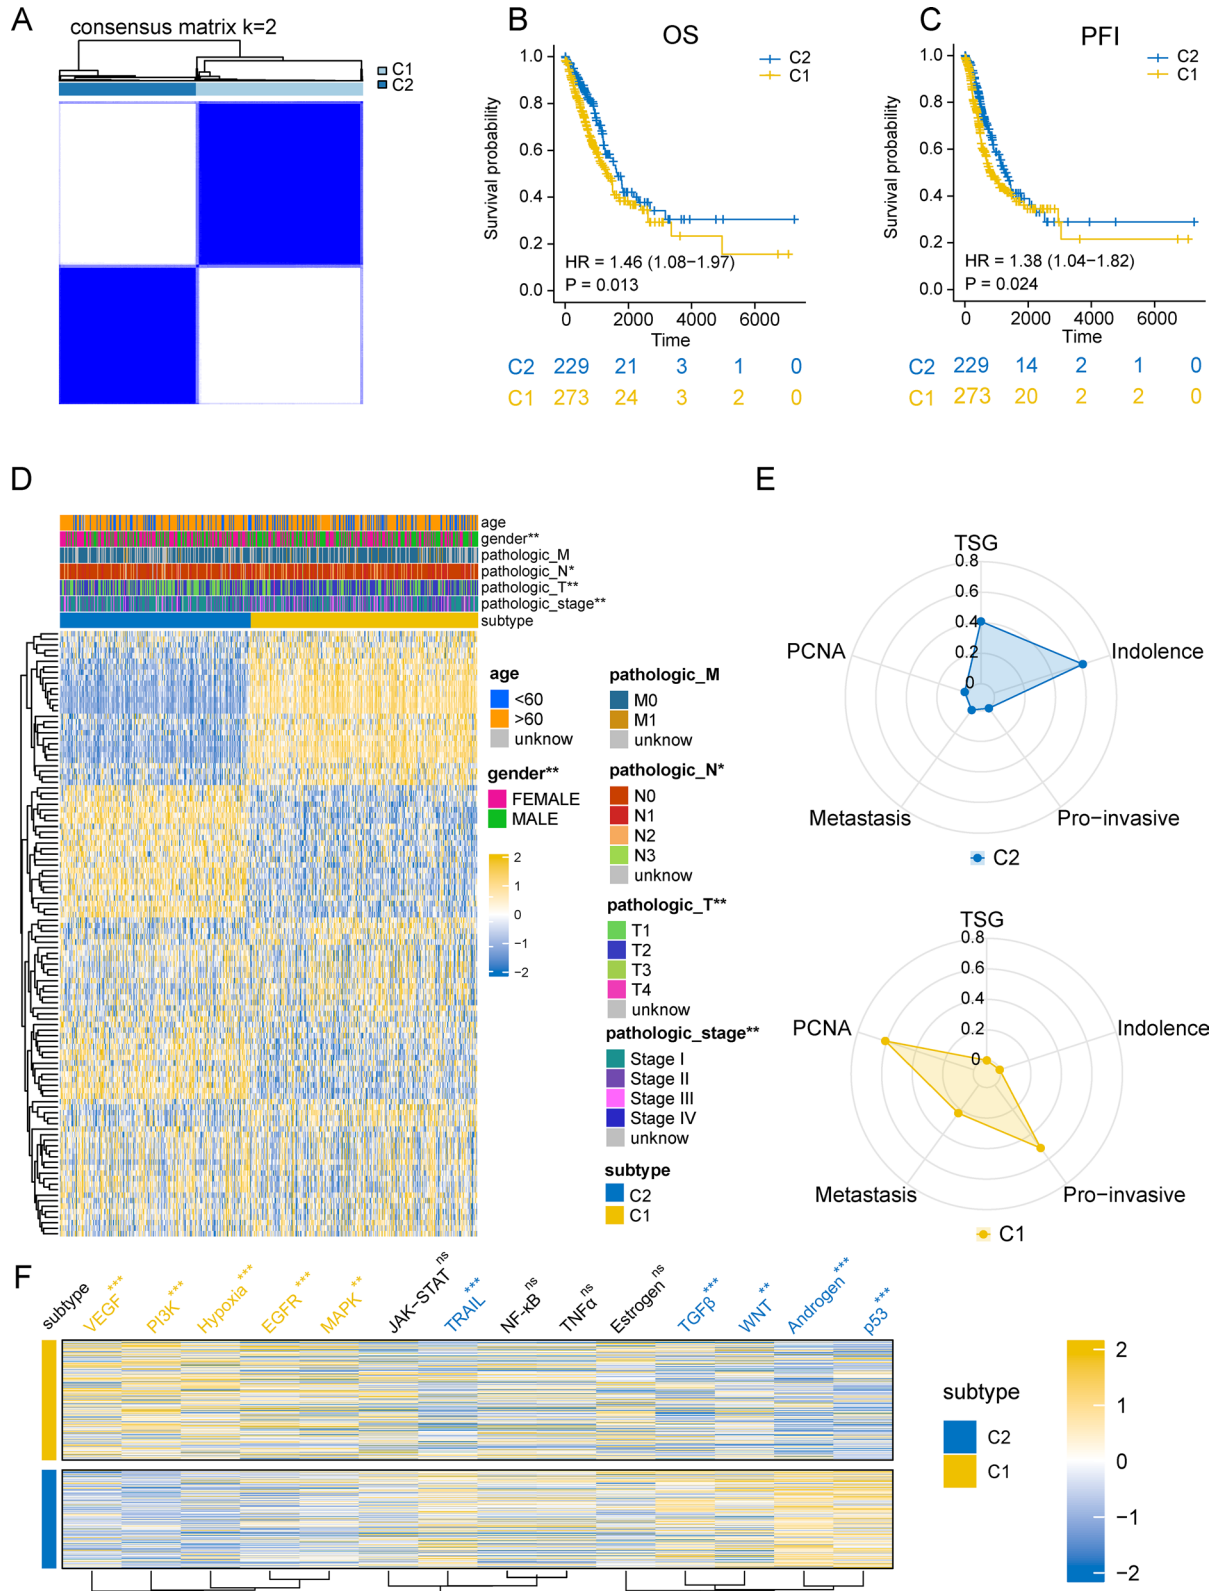 A
consensus matrix k=2
C1
C2
B
OS
C2
C1
Survival probability
1.0
0.8
0.6
0.4
0.2
0.0
HR = 1.46 (1.08−1.97)
P = 0.013
0 2000 4000 6000
Time
C2 229 21 3 1 0
C1 273 24 3 2 0
C
PFI
C2
C1
Survival probability
1.0
0.8
0.6
0.4
0.2
0.0
HR = 1.38 (1.04−1.82)
P = 0.024
0 2000 4000 6000
Time
C2 229 14 2 1 0
C1 273 20 2 2 0
D
age
gender**
pathologic_M
pathologic_N*
pathologic_T**
pathologic_stage**
subtype
age
<60
>60
unknow
gender**
FEMALE
MALE
2
1
0
−1
−2
pathologic_M
M0
M1
unknow
pathologic_N*
N0
N1
N2
N3
unknow
pathologic_T**
T1
T2
T3
T4
unknow
pathologic_stage**
Stage I
Stage II
Stage III
Stage IV
unknow
subtype
C2
C1
E
TSG
0.8
0.6
0.4
0.2
0
PCNA
Indolence
Metastasis
Pro−invasive
C2
TSG
0.8
0.6
0.4
0.2
0
PCNA
Indolence
Metastasis
Pro−invasive
C1
F
subtype
VEGF***
PI3K***
Hypoxia***
EGFR***
MAPK**
JAK−STAT ns
TRAIL***
NF-κB ns
TNFα ns
Estrogen ns
TGFβ***
WNT**
Androgen***
p53***
subtype
C2
C1
2
1
0
−1
−2